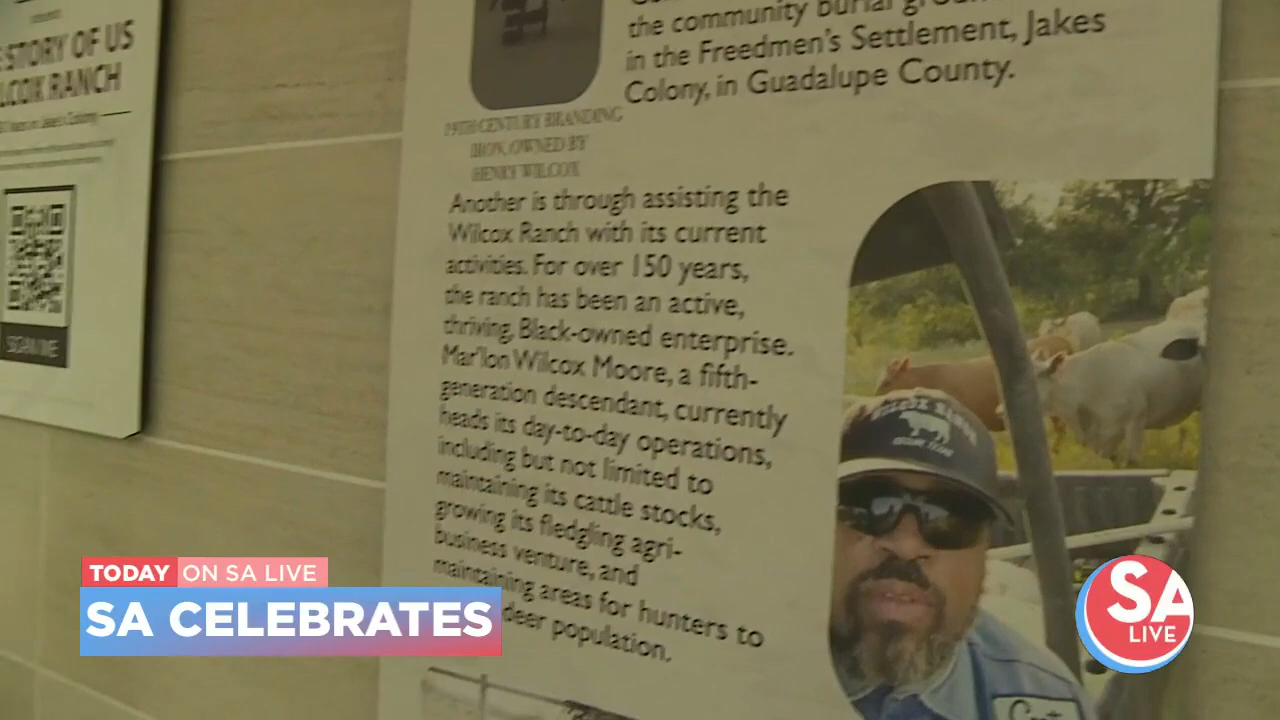 STORY OF US
LCOX RANCH
SCAN ME
the community burial
in the Freedmen's Settlement, Jakes
Colony, in Guadalupe County.
19TH CENTURY BRANDING
IRON, OWNED BY
HENRY WILCOX
Another is through assisting the
Wilcox Ranch with its current
activities. For over 150 years,
the ranch has been an active,
thriving, Black-owned enterprise.
Mar'lon Wilcox Moore, a fifth-
generation descendant, currently
heads its day-to-day operations,
including but not limited to
maintaining its cattle stocks,
growing its fledgling agri-
business venture, and
maintaining areas for hunters to
deer population.
WILCOX RANCH
TODAY ON SA LIVE
SA CELEBRATES
SA
LIVE